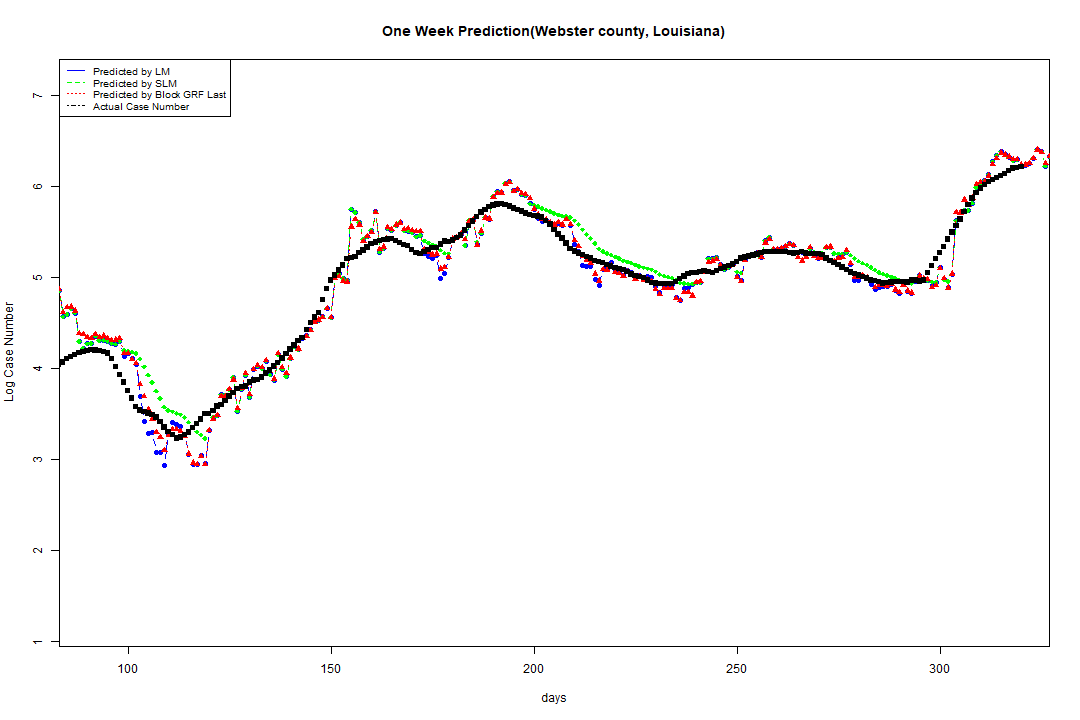 One Week Prediction(Webster county, Louisiana)
Predicted by LM
Predicted by SLM
Predicted by Block GRF Last
Actual Case Number
7
6
5
4
3
2
1
Log Case Number
100 150 200 250 300
days